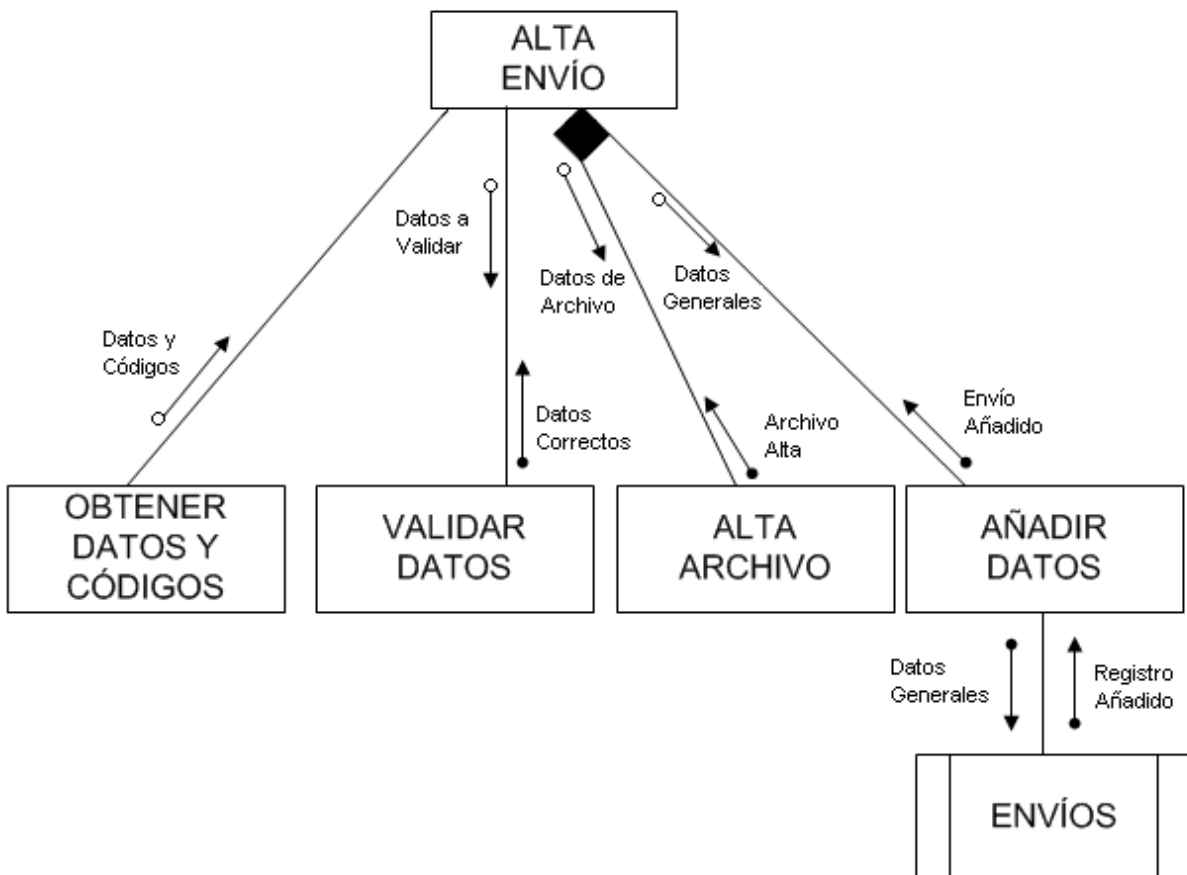 ALTA
ENVÍO
Datos a
Validar
Datos de
Archivo
Datos
Generales
Datos y
Códigos
Datos
Correctos
Archivo
Alta
Envío
Añadido
OBTENER
DATOS Y
CÓDIGOS
VALIDAR
DATOS
ALTA
ARCHIVO
AÑADIR
DATOS
Datos
Generales
Registro
Añadido
ENVÍOS